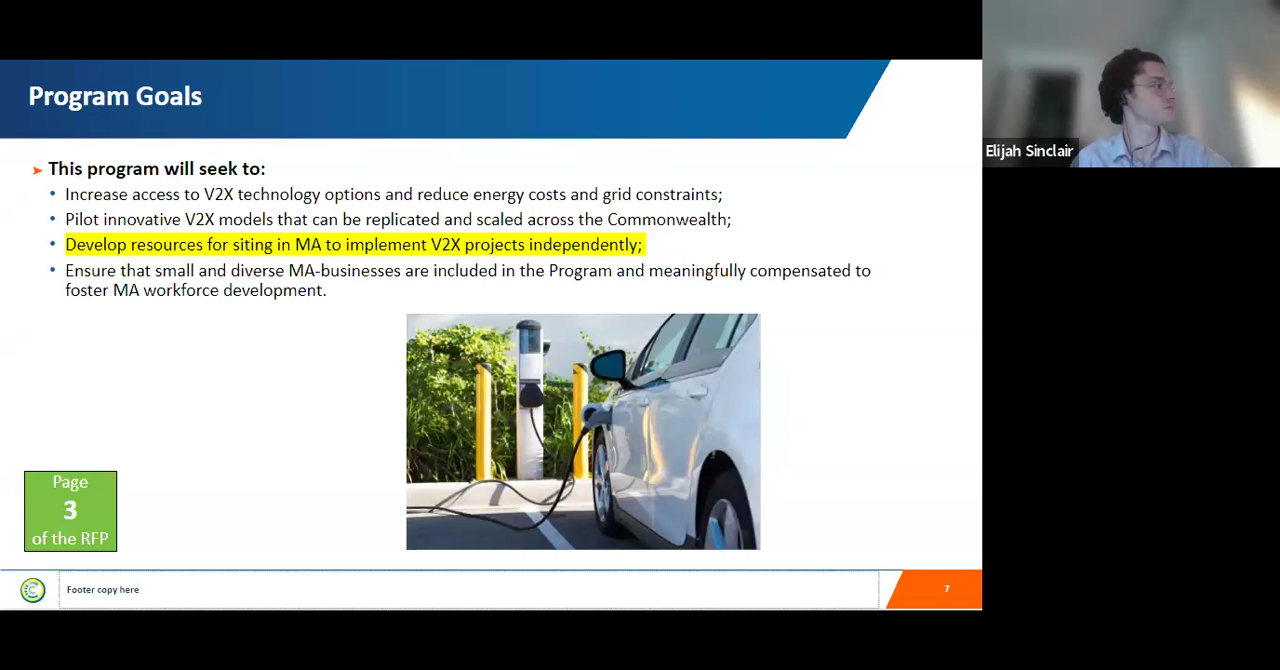 Program Goals
Elijah Sinclair
➤ This program will seek to:
• Increase access to V2X technology options and reduce energy costs and grid constraints;
• Pilot innovative V2X models that can be replicated and scaled across the Commonwealth;
• Develop resources for siting in MA to implement V2X projects independently;
• Ensure that small and diverse MA-businesses are included in the Program and meaningfully compensated to
foster MA workforce development.
Page
3
of the RFP
Footer copy here
7